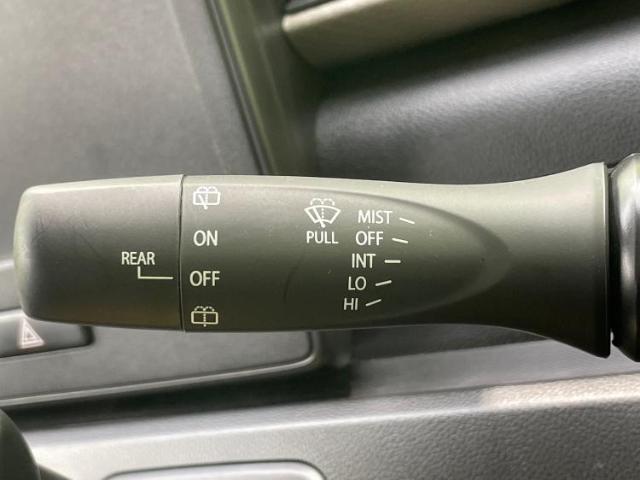 REAR
ON
OFF
PULL
MIST
OFF
INT
LO
HI